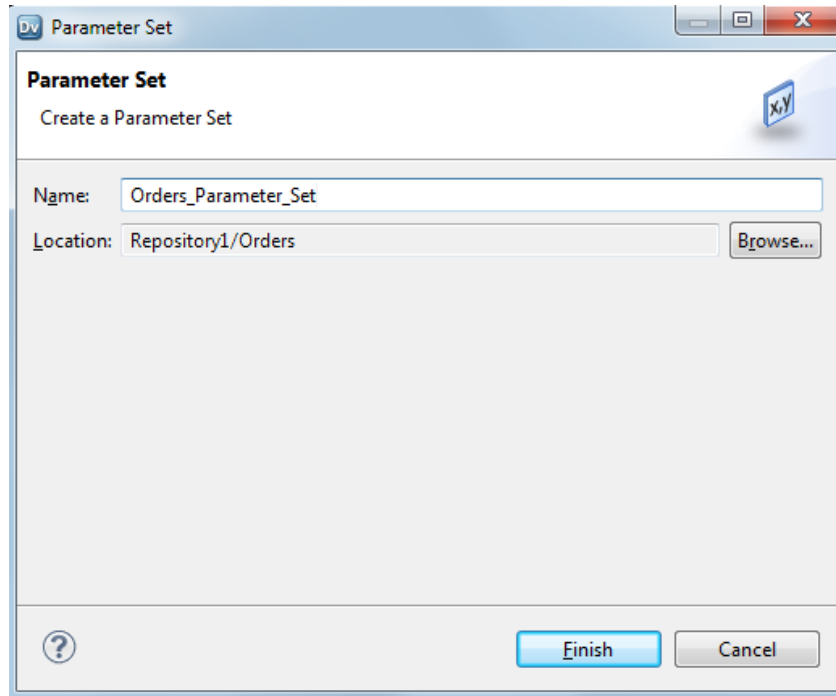 Dv Parameter Set
Parameter Set
Create a Parameter Set
x,y
Name: Orders_Parameter_Set
Location: Repository1/Orders Browse...
? Finish Cancel